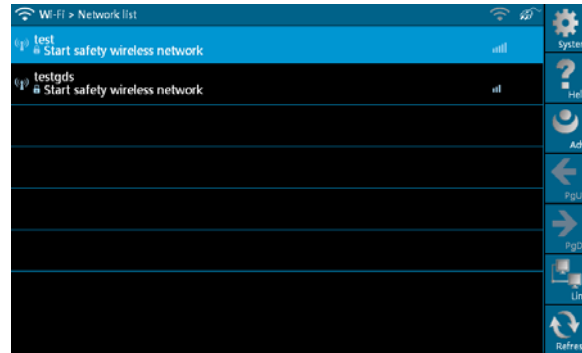 Wi-Fi > Network list
test
Start safety wireless network
testgds
Start safety wireless network
System
Hel
Ad
PgU
PgD
Lin
Refres